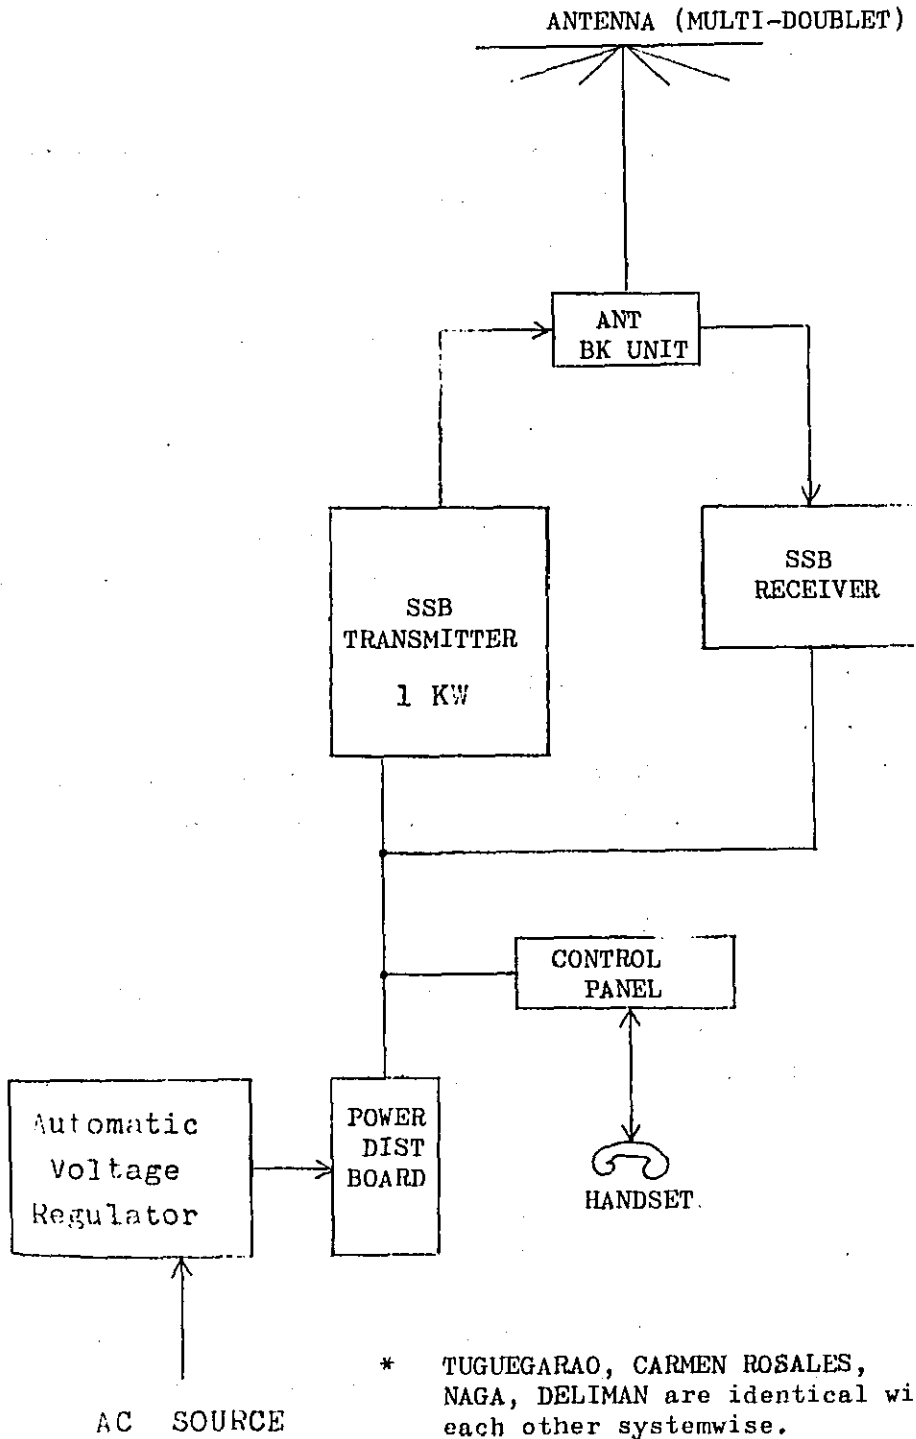 ANTENNA (MULTI-DOUBLET)
ANT
BK UNIT
SSB
TRANSMITTER
1 KW
SSB
RECEIVER
CONTROL
PANEL
Automatic
Voltage
Regulator
POWER
DIST
BOARD
HANDSET
AC SOURCE
* TUGUEGARAO, CARMEN ROSALES,
NAGA, DELIMAN are identical wi
each other systemwise.